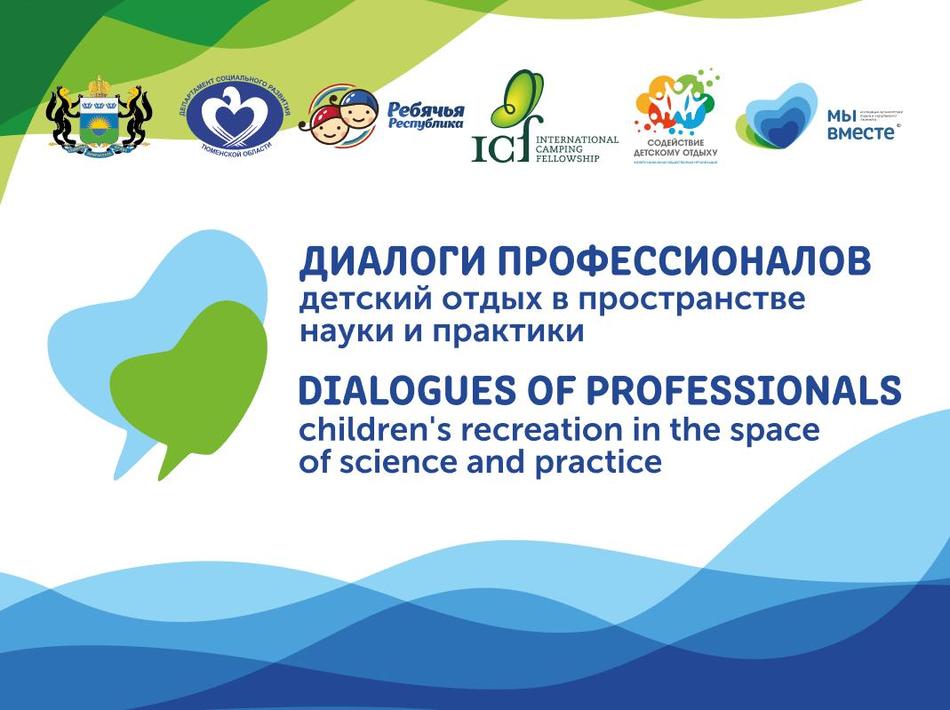 ДЕПАРТАМЕНТ СОЦИАЛЬНОГО РАЗВИТИЯ
ТЮМЕНСКОЙ ОБЛАСТИ
Ребячья
Республика
ICF
INTERNATIONAL
CAMPING
FELLOWSHIP
СОДЕЙСТВИЕ
ДЕТСКОМУ ОТДЫХУ
МЫ
ВМЕСТЕ©
ДИАЛОГИ ПРОФЕССИОНАЛОВ
детский отдых в пространстве
науки и практики
DIALOGUES OF PROFESSIONALS
children's recreation in the space
of science and practice